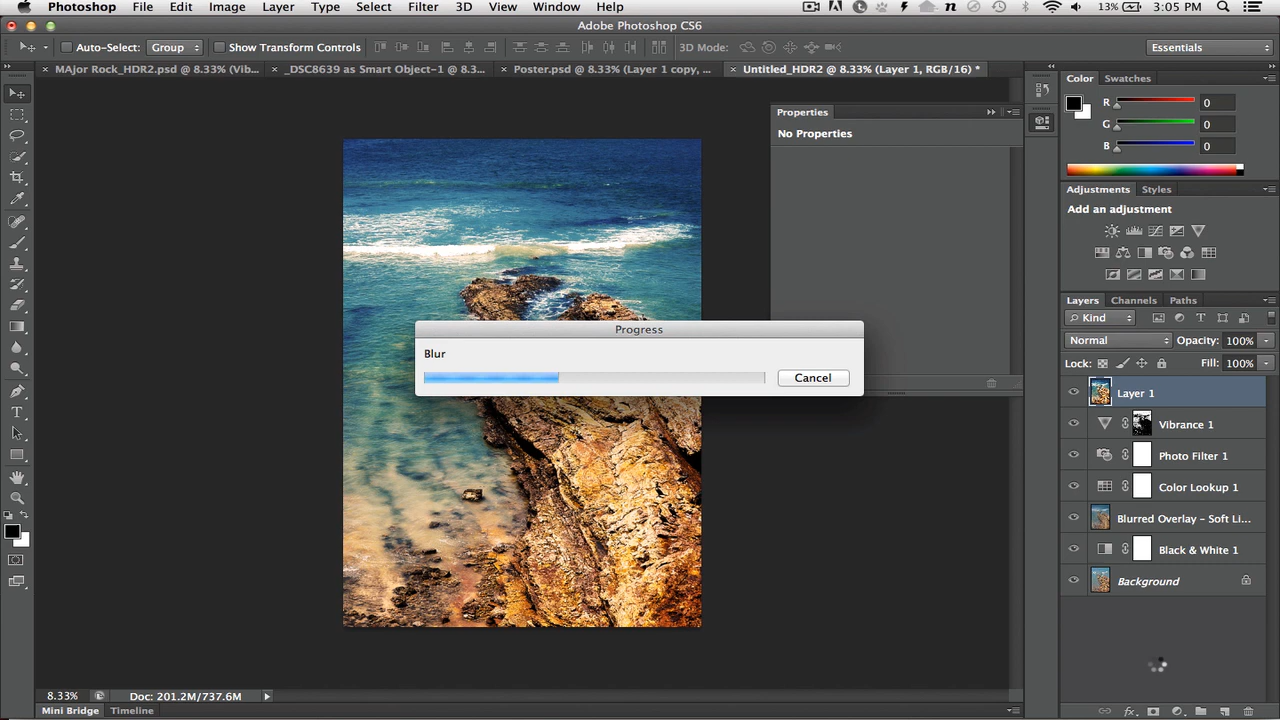 Photoshop File Edit Image Layer Type Select Filter 3D View Window Help 13% 3:05 PM
Adobe Photoshop CS6
Auto-Select: Group Show Transform Controls 3D Mode: Essentials
MAjor Rock_HDR2.psd @ 8.33% (Vib... _DSC8639 as Smart Object-1 @ 8.3... Poster.psd @ 8.33% (Layer 1 copy, ... Untitled_HDR2 @ 8.33% (Layer 1, RGB/16) *
Color Swatches
R 0
G 0
B 0
Properties
No Properties
Adjustments Styles
Add an adjustment
Layers Channels Paths
Kind
Normal Opacity: 100%
Lock: Fill: 100%
Progress
Blur
Cancel
Layer 1
Vibrance 1
Photo Filter 1
Color Lookup 1
Blurred Overlay - Soft Li...
Black & White 1
Background
8.33% Doc: 201.2M/737.6M
Mini Bridge Timeline